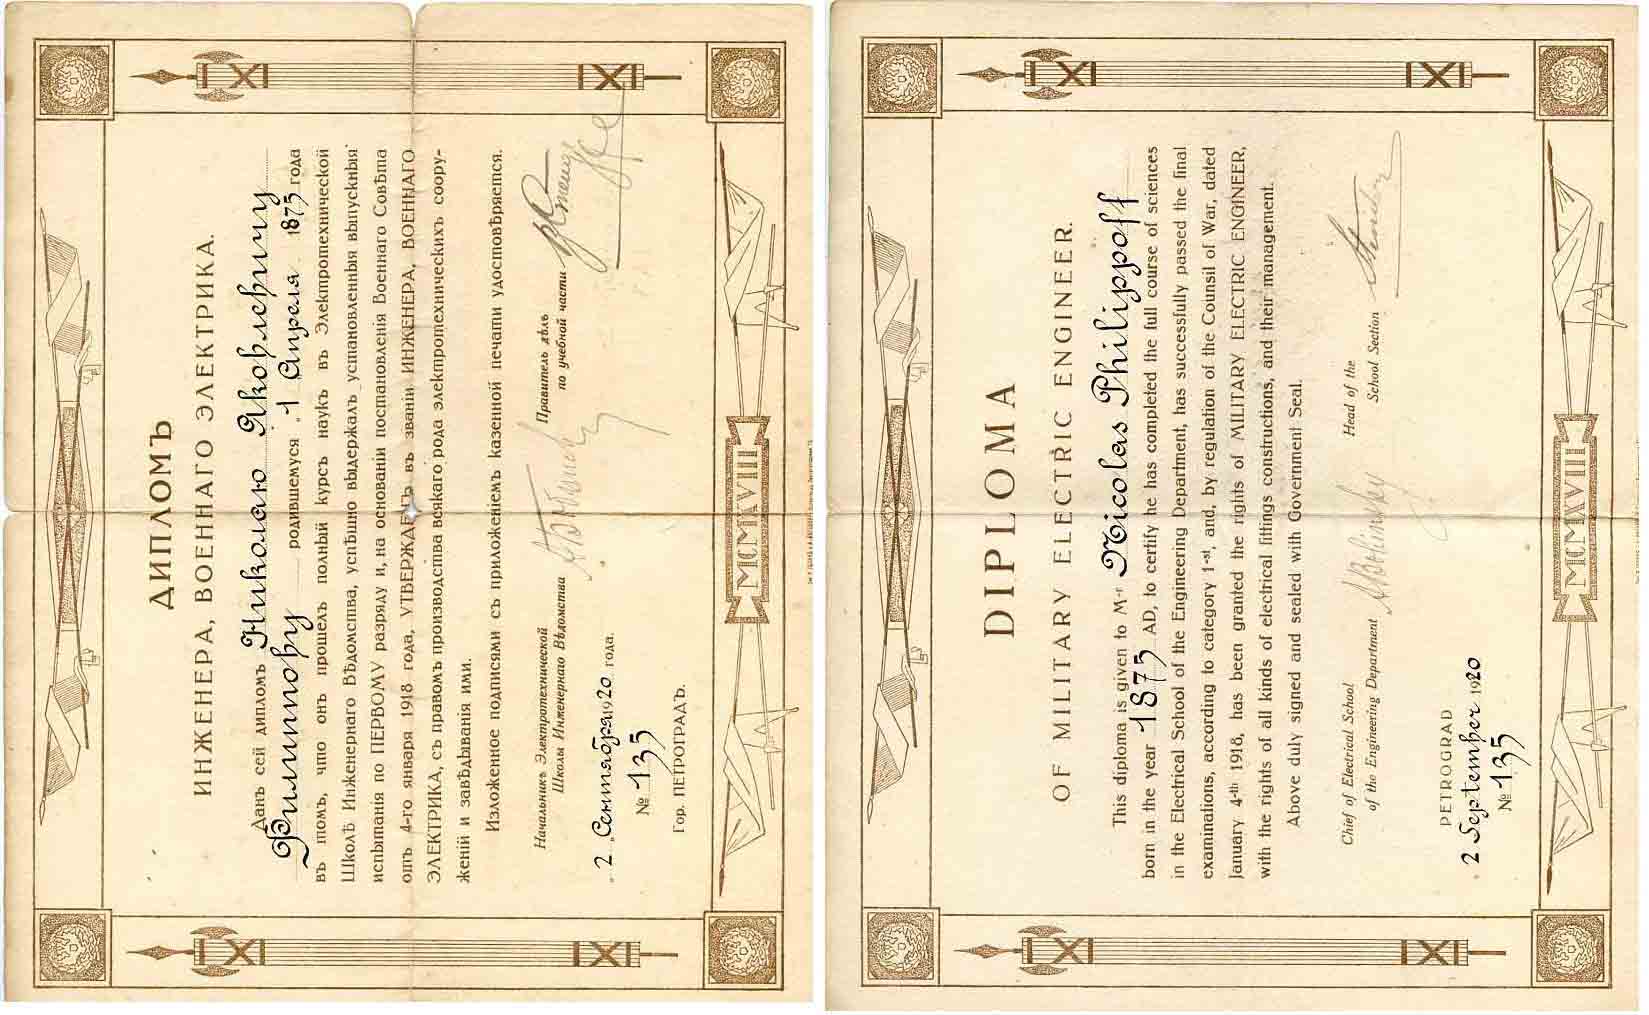 ДИПЛОМЪ
ИНЖЕНЕРА, ВОЕННАГО ЭЛЕКТРИКА.
Данъ сей дипломъ Николаю Яковлевичу
Филиппову родившемуся „1 Апрѣля 1875 года
въ томъ, что онъ прошелъ полный курсъ наукъ въ Электротехнической
Школѣ Инженернаго Вѣдомства, успѣшно выдержалъ установленныя выпускныя
испытанія по ПЕРВОМУ разряду и, на основаніи постановленія Военнаго Совѣта
отъ 4-го января 1918 года, УТВЕРЖДЕНЪ въ званіи ИНЖЕНЕРА, ВОЕННАГО
ЭЛЕКТРИКА, съ правомъ производства всякаго рода электротехническихъ соору-
женій и завѣдыванія ими.
Изложенное подписями съ приложеніемъ казенной печати удостовѣряется.
Начальникъ Электротехнической
Школы Инженернаго Вѣдомства
Правитель дѣлъ
по учебной части
„2 „Сентября 1920 года.
№ 135
Гор. ПЕТРОГРАДЪ.
MCMXVIII
DIPLOMA
OF MILITARY ELECTRIC ENGINEER.
This diploma is given to M-r Nicolas Philippoff
born in the year 1875 AD, to certify he has completed the full course of sciences
in the Electrical School of the Engineering Department, has successfully passed the final
examinations, according to category 1-st, and, by regulation of the Counsil of War, dated
January 4-th 1918, has been granted the rights of MILITARY ELECTRIC ENGINEER,
with the rights of all kinds of electrical fittings constructions, and their management.
Above duly signed and sealed with Government Seal.
Chief of Electrical School
of the Engineering Department
Head of the
School Section
PETROGRAD
„2 September 1920
№ 135
MCMXVIII